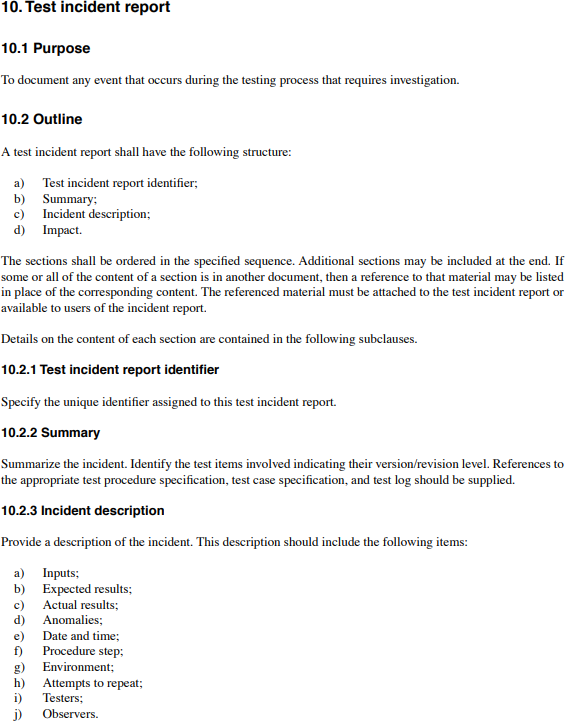 10. Test incident report
10.1 Purpose
To document any event that occurs during the testing process that requires investigation.
10.2 Outline
A test incident report shall have the following structure:
a) Test incident report identifier;
b) Summary;
c) Incident description;
d) Impact.
The sections shall be ordered in the specified sequence. Additional sections may be included at the end. If
some or all of the content of a section is in another document, then a reference to that material may be listed
in place of the corresponding content. The referenced material must be attached to the test incident report or
available to users of the incident report.
Details on the content of each section are contained in the following subclauses.
10.2.1 Test incident report identifier
Specify the unique identifier assigned to this test incident report.
10.2.2 Summary
Summarize the incident. Identify the test items involved indicating their version/revision level. References to
the appropriate test procedure specification, test case specification, and test log should be supplied.
10.2.3 Incident description
Provide a description of the incident. This description should include the following items:
a) Inputs;
b) Expected results;
c) Actual results;
d) Anomalies;
e) Date and time;
f) Procedure step;
g) Environment;
h) Attempts to repeat;
i) Testers;
j) Observers.